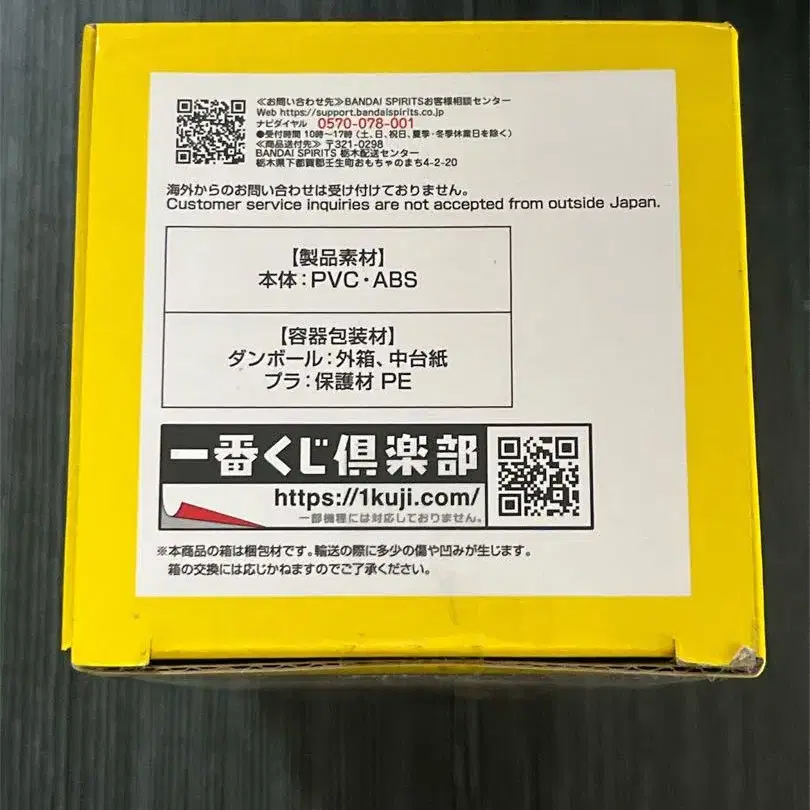 ≪お問い合わせ先≫BANDAI SPIRITSお客様相談センター
Web https://support.bandaispirits.co.jp
ナビダイヤル 0570-078-001
●受付時間 10時～17時 (土、日、祝日、夏季・冬季休業日を除く)
≪商品送付先≫ 〒321-0298
BANDAI SPIRITS 栃木配送センター
栃木県下都賀郡壬生町おもちゃのまち4-2-20
海外からのお問い合わせは受け付けておりません。
Customer service inquiries are not accepted from outside Japan.
【製品素材】
本体：PVC・ABS
【容器包装材】
ダンボール：外箱、中台紙
プラ：保護材 PE
一番くじ倶楽部
https://1kuji.com/
一部機種には対応しておりません。
※本商品の箱は梱包材です。輸送の際に多少の傷や凹みが生じます。
箱の交換には応じかねますのでご了承ください。